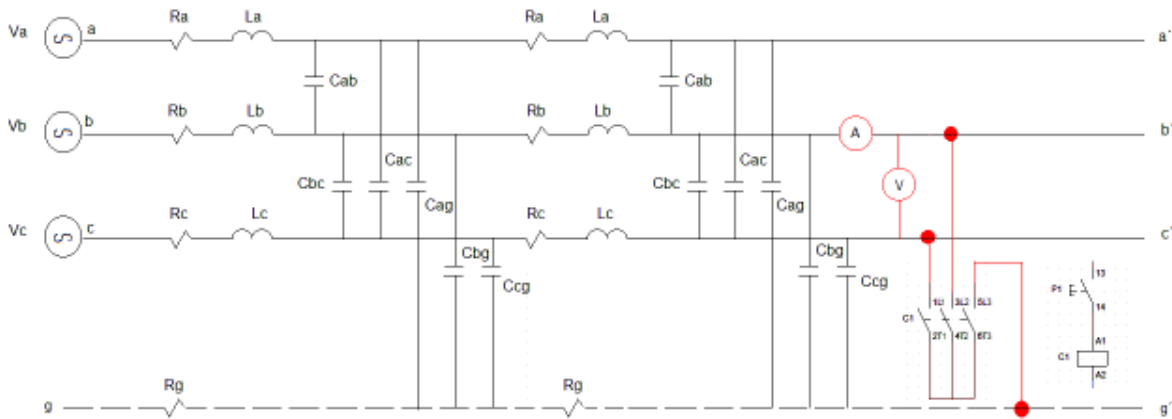 Va a Ra La Ra La a'
Cab Cab
Vb b Rb Lb Rb Lb A b'
Cbc Cac Cag Cbc Cac Cag V
Vc c Rc Lc Rc Lc c'
Cbg Ccg Cbg Ccg
13
P1
14
1L1 3L2 5L3
C1
2T1 4T2 6T3
A1
C1
A2
g Rg Rg g'